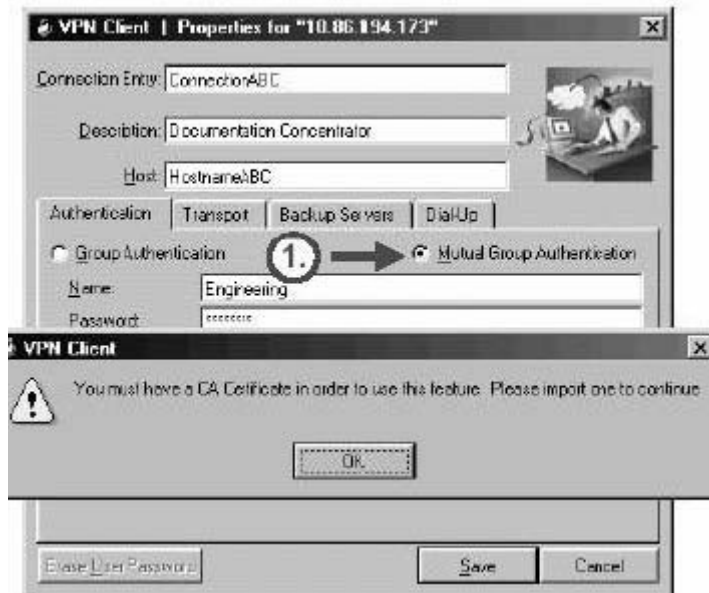 VPN Client | Properties for "10.86.194.173"
Connection Entry: ConnectionABC
Description: Documentation Concentrator
Host: HostnameABC
Authentication Transport Backup Servers Dial-Up
Group Authentication 1. Mutual Group Authentication
Name: Engineering
Password: ********
VPN Client
You must have a CA Certificate in order to use this feature. Please import one to continue
OK
Erase User Password Save Cancel